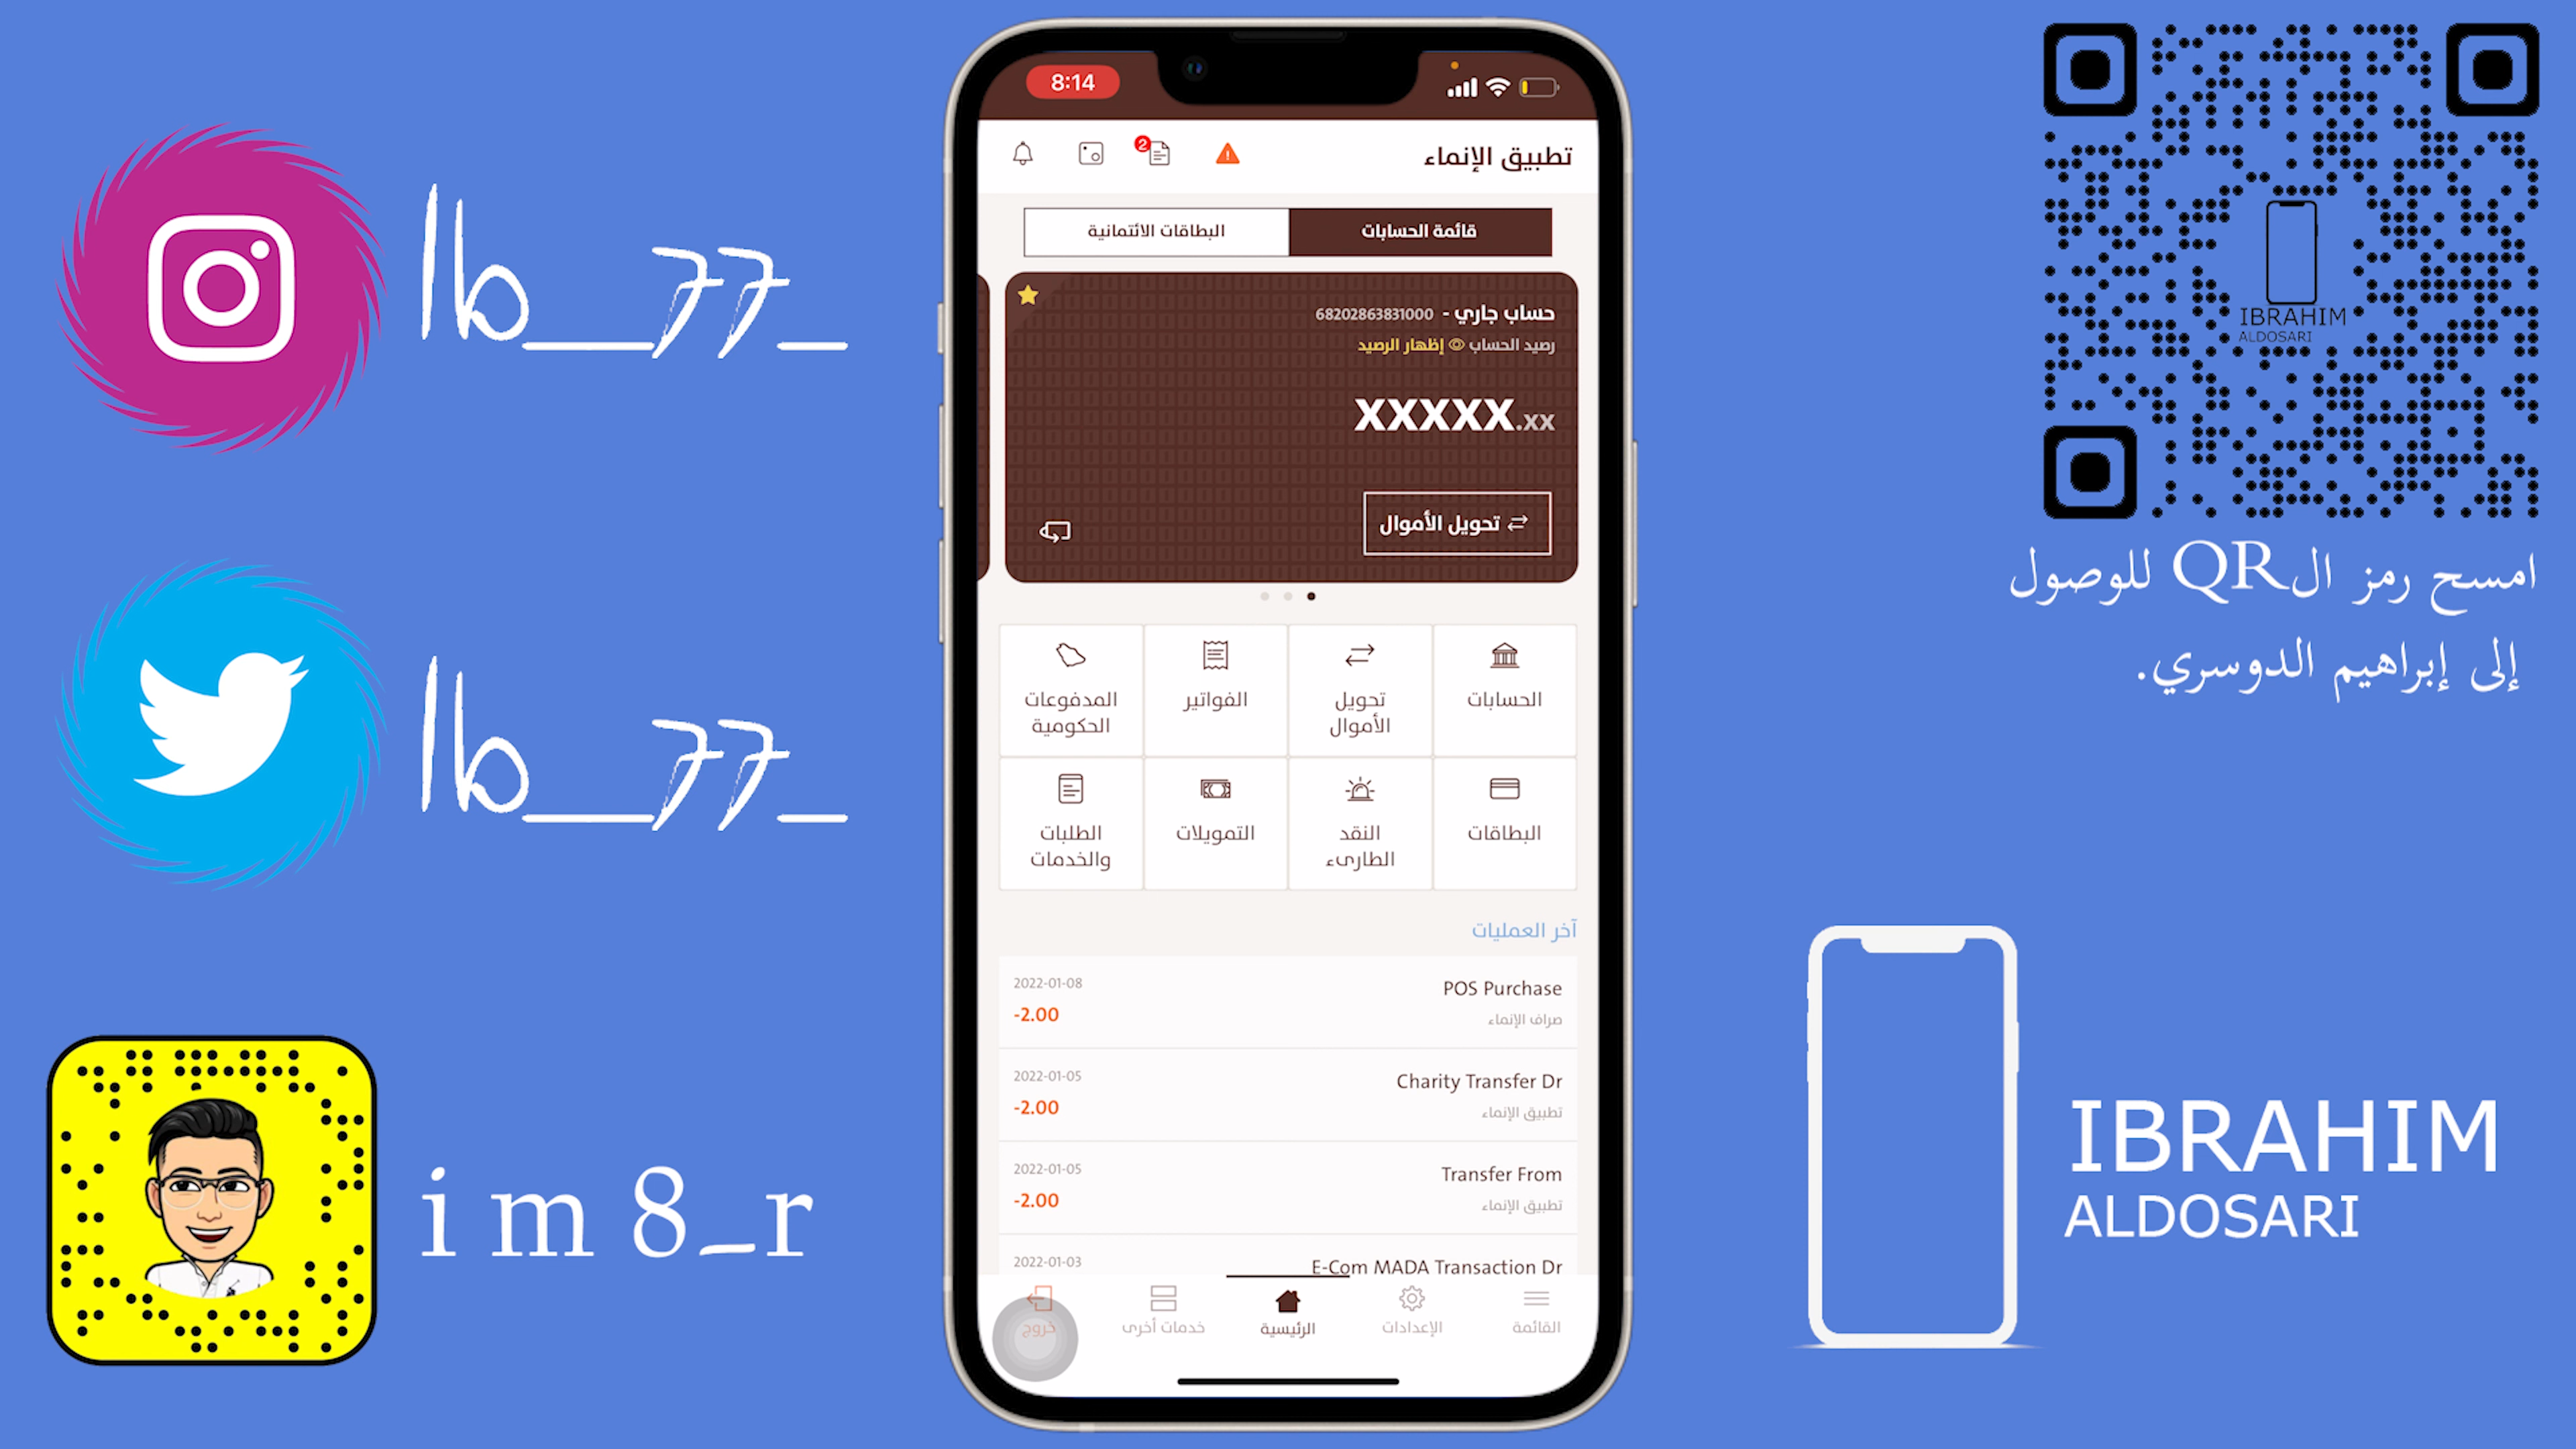 Ib__77_
Ib__77_
im8_r
8:14
تطبيق الإنماء
2
قائمة الحسابات
البطاقات الائتمانية
حساب جاري - 68202863831000
رصيد الحساب إظهار الرصيد
XXXXX.xx
تحويل الأموال
الحسابات
تحويل
الأموال
الفواتير
المدفوعات
الحكومية
البطاقات
النقد
الطارىء
التمويلات
الطلبات
والخدمات
آخر العمليات
POS Purchase
2022-01-08
صراف الإنماء
-2.00
Charity Transfer Dr
2022-01-05
تطبيق الإنماء
-2.00
Transfer From
2022-01-05
تطبيق الإنماء
-2.00
E-Com MADA Transaction Dr
2022-01-03
القائمة
الإعدادات
الرئيسية
خدمات أخرى
خروج
IBRAHIM
ALDOSARI
امسح رمز الQR للوصول
إلى إبراهيم الدوسري.
IBRAHIM
ALDOSARI